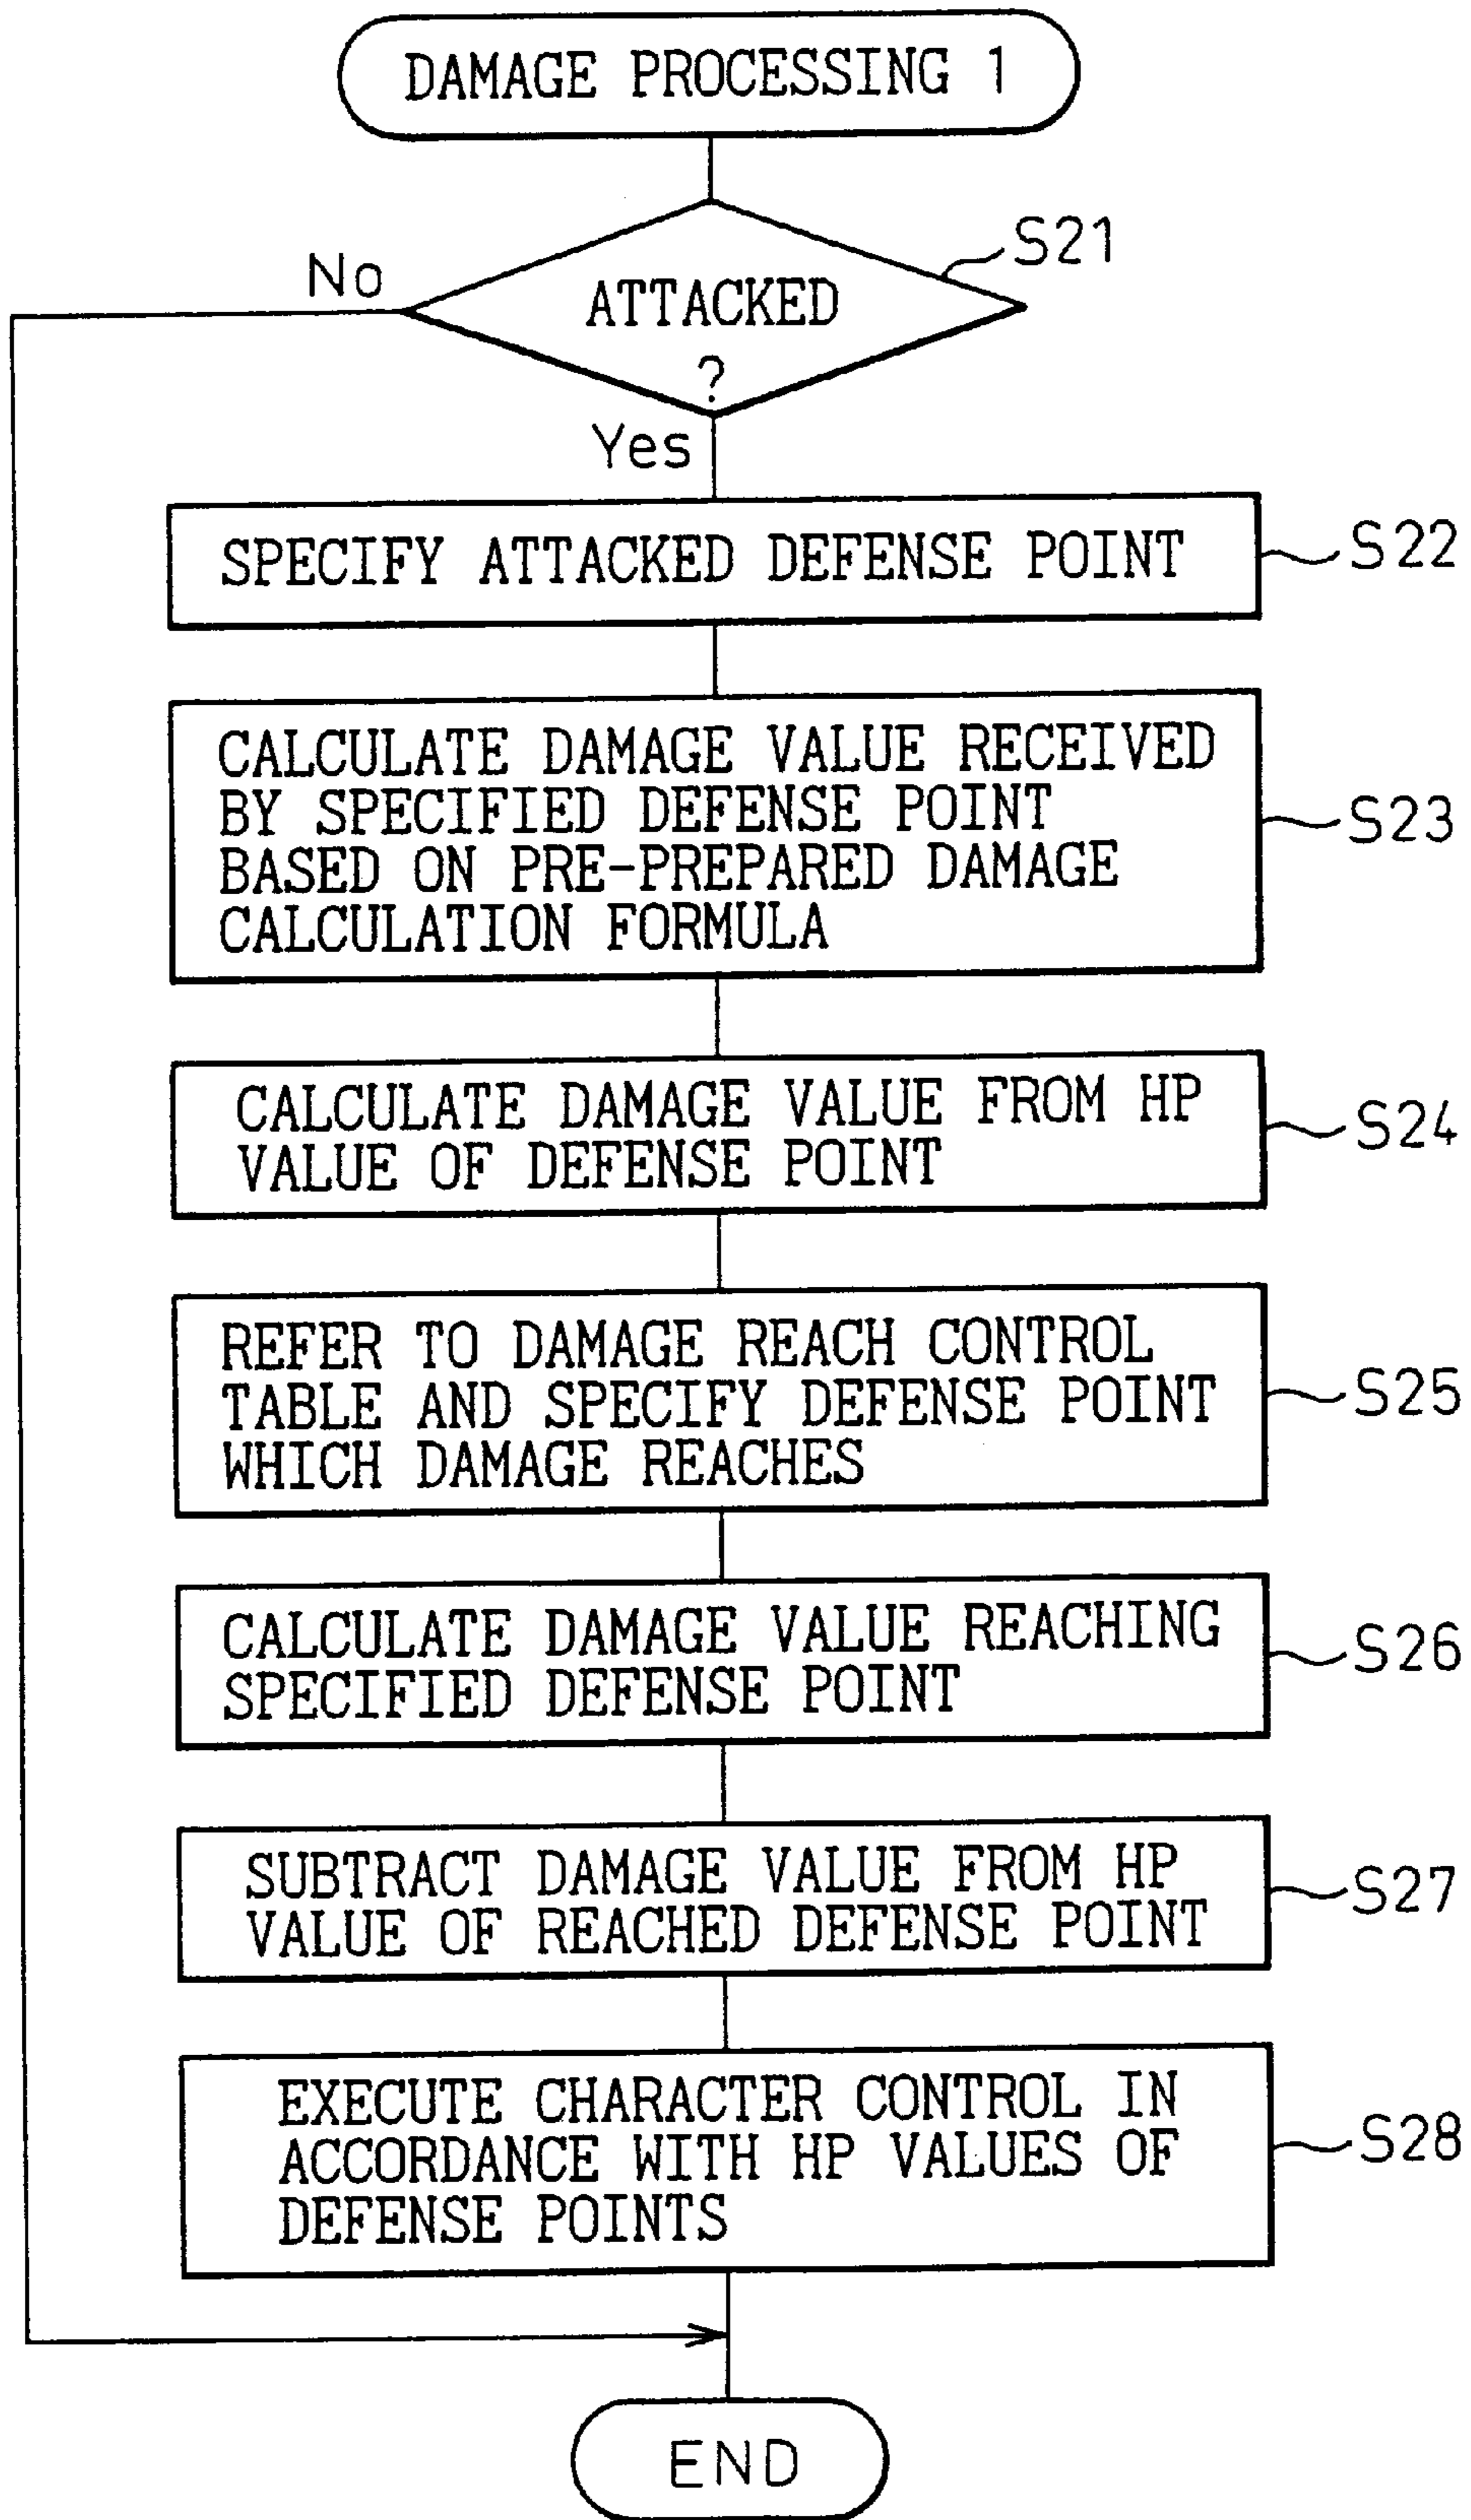 DAMAGE PROCESSING 1
S21
No
ATTACKED
?
Yes
SPECIFY ATTACKED DEFENSE POINT
S22
CALCULATE DAMAGE VALUE RECEIVED
BY SPECIFIED DEFENSE POINT
BASED ON PRE-PREPARED DAMAGE
CALCULATION FORMULA
S23
CALCULATE DAMAGE VALUE FROM HP
VALUE OF DEFENSE POINT
S24
REFER TO DAMAGE REACH CONTROL
TABLE AND SPECIFY DEFENSE POINT
WHICH DAMAGE REACHES
S25
CALCULATE DAMAGE VALUE REACHING
SPECIFIED DEFENSE POINT
S26
SUBTRACT DAMAGE VALUE FROM HP
VALUE OF REACHED DEFENSE POINT
S27
EXECUTE CHARACTER CONTROL IN
ACCORDANCE WITH HP VALUES OF
DEFENSE POINTS
S28
END